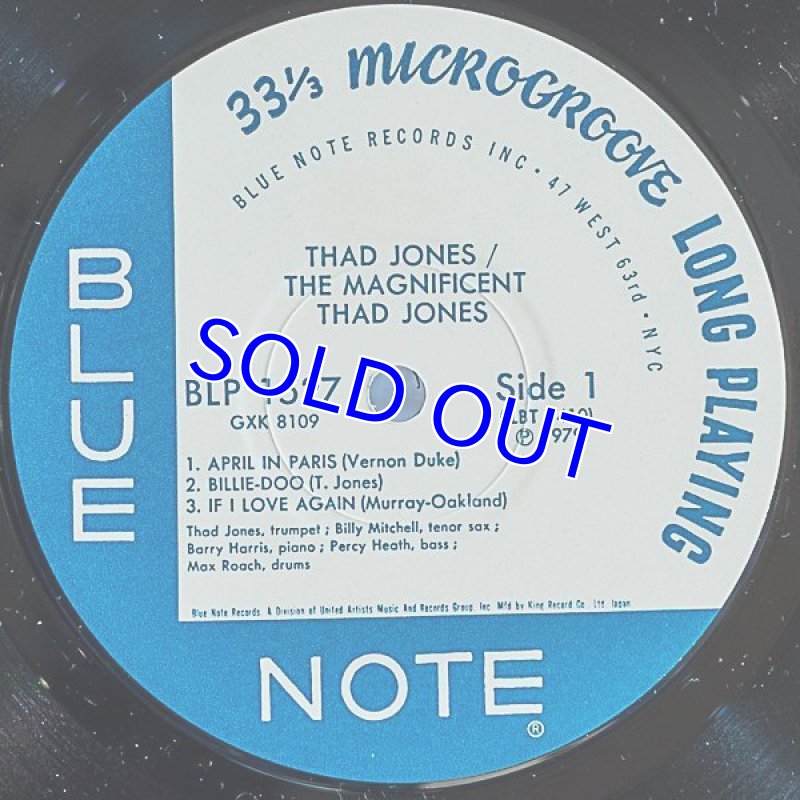 33⅓ MICROGROOVE LONG PLAYING
BLUE NOTE RECORDS INC • 47 WEST 63rd • NYC
THAD JONES /
THE MAGNIFICENT
THAD JONES
SOLD OUT
BLP
Side 1
GXK 8109
1. APRIL IN PARIS (Vernon Duke)
2. BILLIE-DOO (T. Jones)
3. IF I LOVE AGAIN (Murray-Oakland)
Thad Jones, trumpet ; Billy Mitchell, tenor sax ;
Barry Harris, piano ; Percy Heath, bass ;
Max Roach, drums
Blue Note Records. A Division of United Artists Music And Records Group, Inc. Mfd by King Record Co. Ltd. Japan
BLUE
NOTE
®